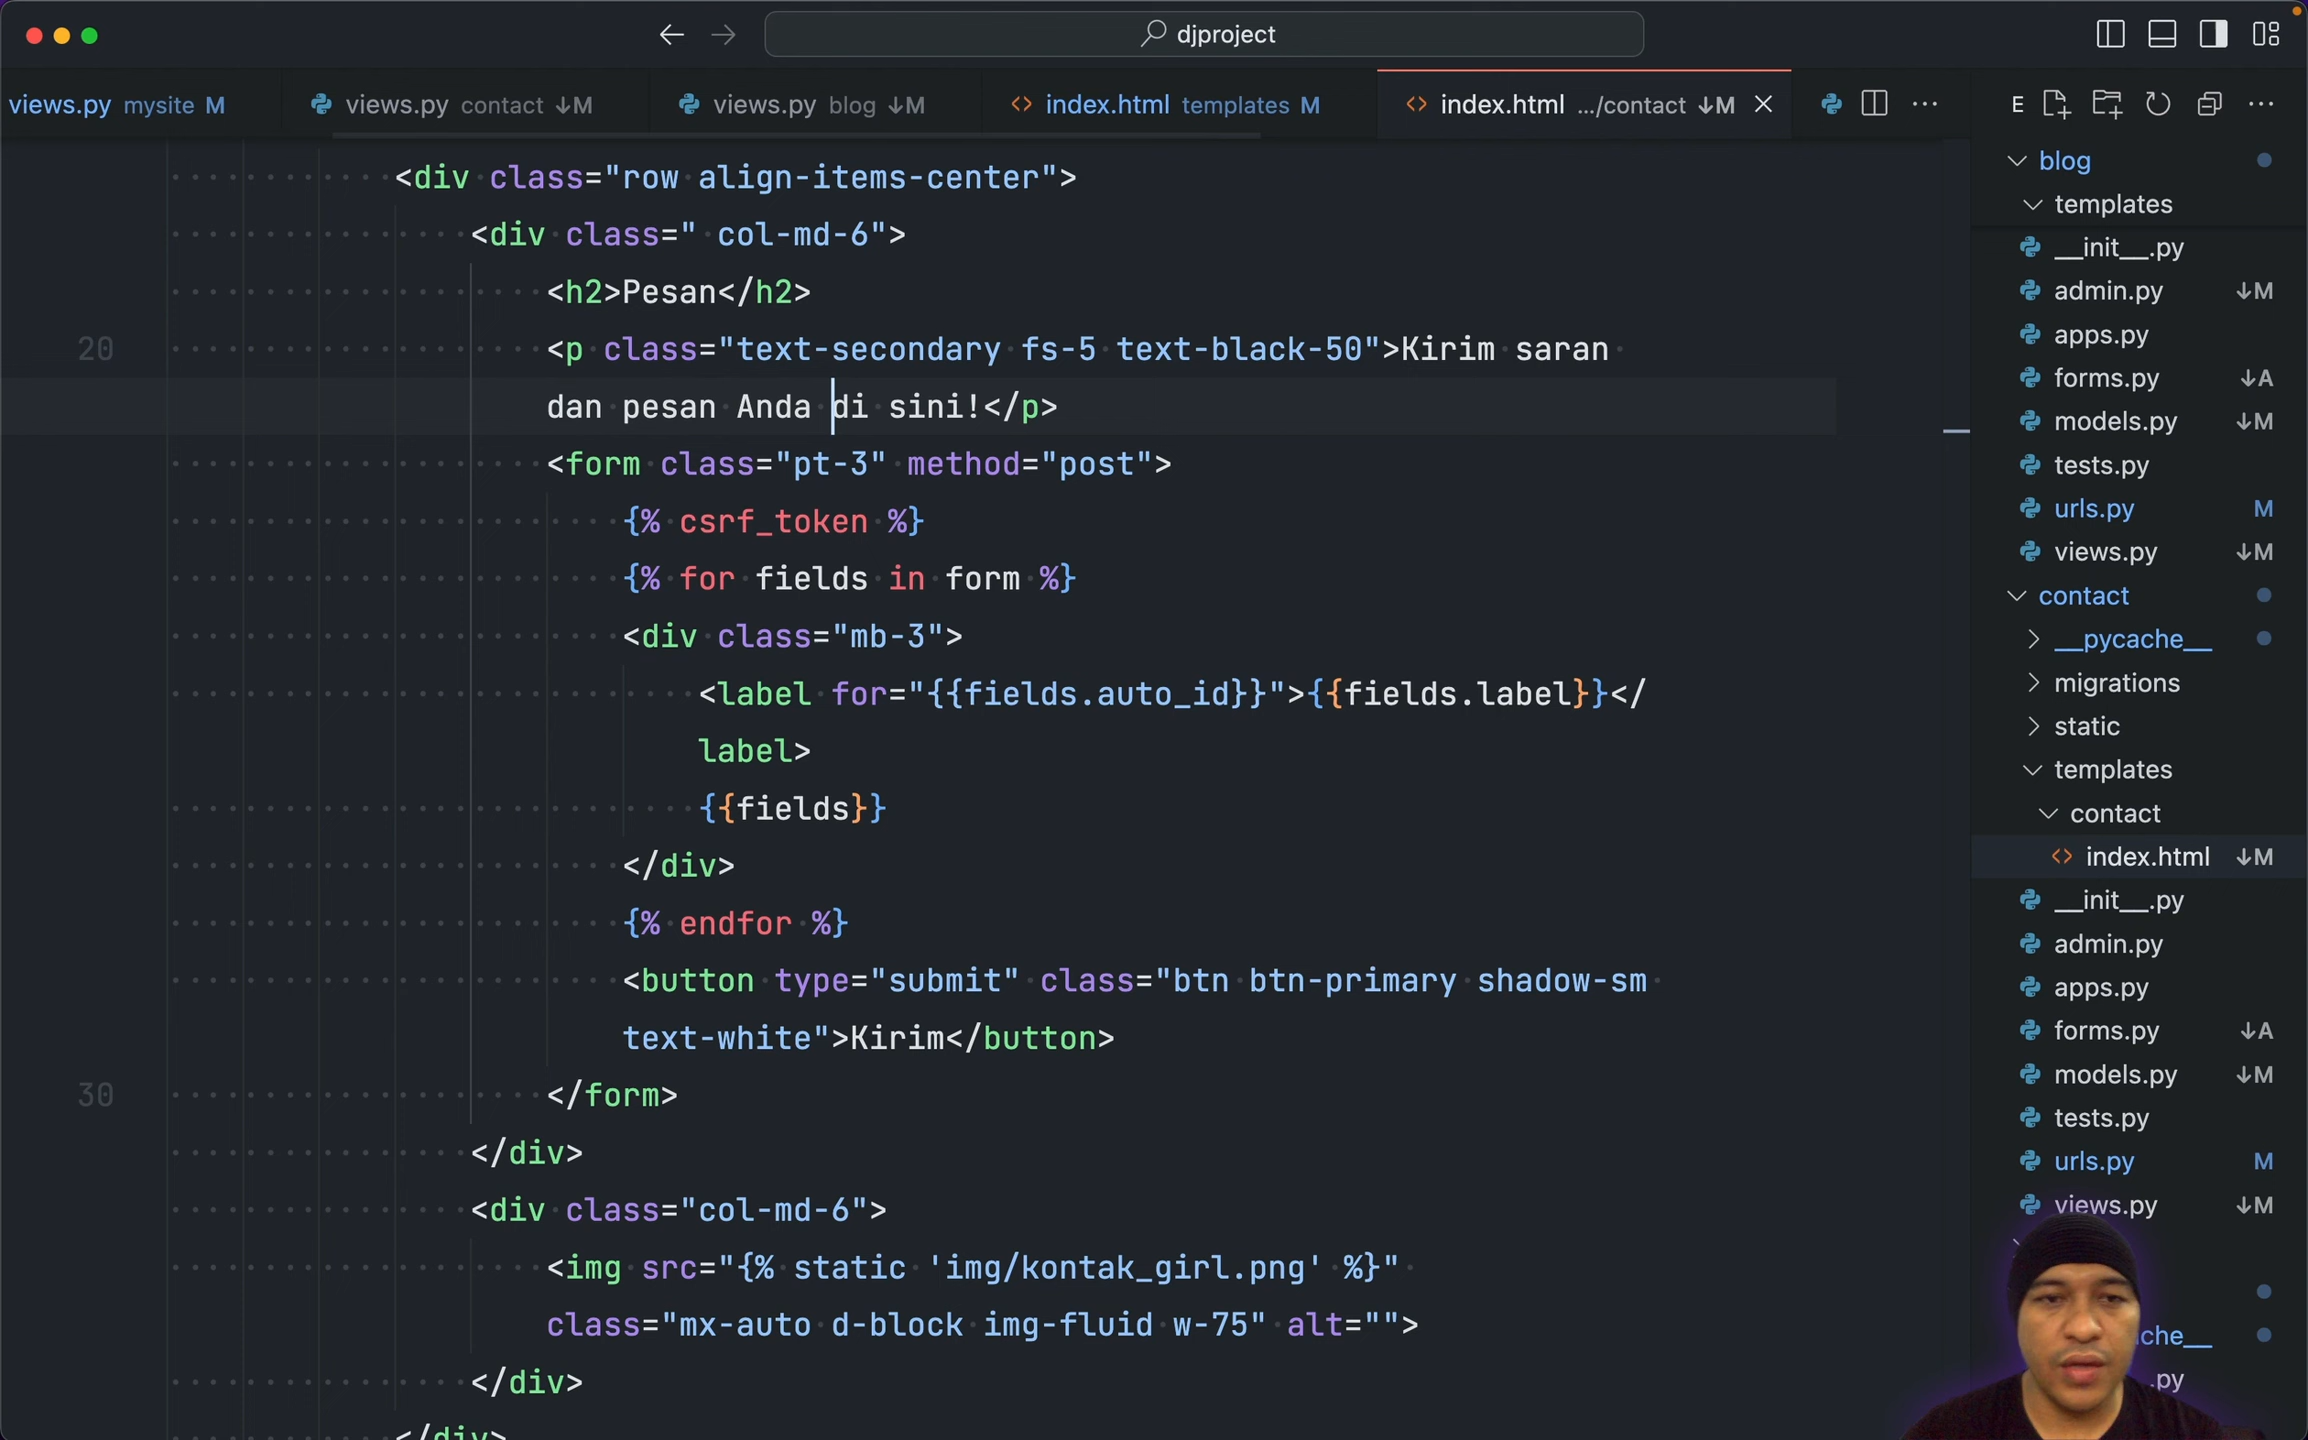 djproject
views.py mysite M
views.py contact ↓M
views.py blog ↓M
index.html templates M
index.html .../contact ↓M
E
<div class="row align-items-center">
<div class=" col-md-6">
<h2>Pesan</h2>
20 <p class="text-secondary fs-5 text-black-50">Kirim saran
dan pesan Anda di sini!</p>
<form class="pt-3" method="post">
{% csrf_token %}
{% for fields in form %}
<div class="mb-3">
<label for="{{fields.auto_id}}">{{fields.label}}</
label>
{{fields}}
</div>
{% endfor %}
<button type="submit" class="btn btn-primary shadow-sm
text-white">Kirim</button>
30 </form>
</div>
<div class="col-md-6">
<img src="{% static 'img/kontak_girl.png' %}"
class="mx-auto d-block img-fluid w-75" alt="">
</div>
</div>
blog
templates
__init__.py
admin.py ↓M
apps.py
forms.py ↓A
models.py ↓M
tests.py
urls.py M
views.py ↓M
contact
__pycache__
migrations
static
templates
contact
index.html ↓M
__init__.py
admin.py
apps.py
forms.py ↓A
models.py ↓M
tests.py
urls.py M
views.py ↓M
che__
.py